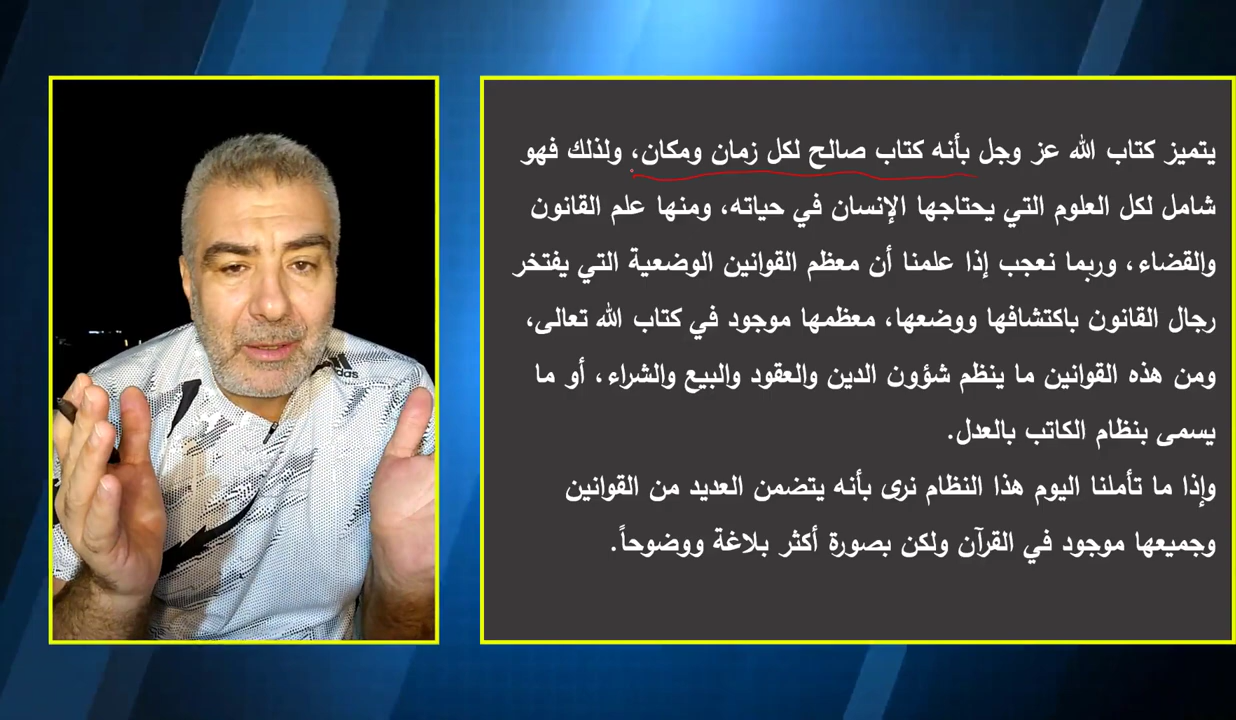 يتميز كتاب الله عز وجل بأنه كتاب صالح لكل زمان ومكان، ولذلك فهو
شامل لكل العلوم التي يحتاجها الإنسان في حياته، ومنها علم القانون
والقضاء، وربما نعجب إذا علمنا أن معظم القوانين الوضعية التي يفتخر
رجال القانون باكتشافها ووضعها، معظمها موجود في كتاب الله تعالى،
ومن هذه القوانين ما ينظم شؤون الدين والعقود والبيع والشراء، أو ما
يسمى بنظام الكاتب بالعدل.
وإذا ما تأملنا اليوم هذا النظام نرى بأنه يتضمن العديد من القوانين
وجميعها موجود في القرآن ولكن بصورة أكثر بلاغة ووضوحاً.
adidas